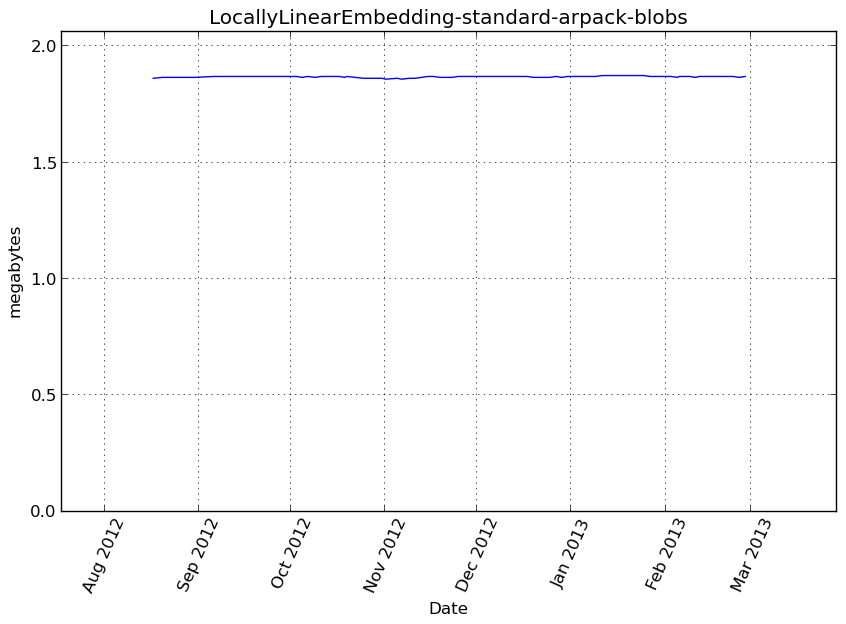 LocallyLinearEmbedding-standard-arpack-blobs
2.0
1.5
1.0
0.5
0.0
megabytes
Aug 2012
Sep 2012
Oct 2012
Nov 2012
Dec 2012
Jan 2013
Feb 2013
Mar 2013
Date